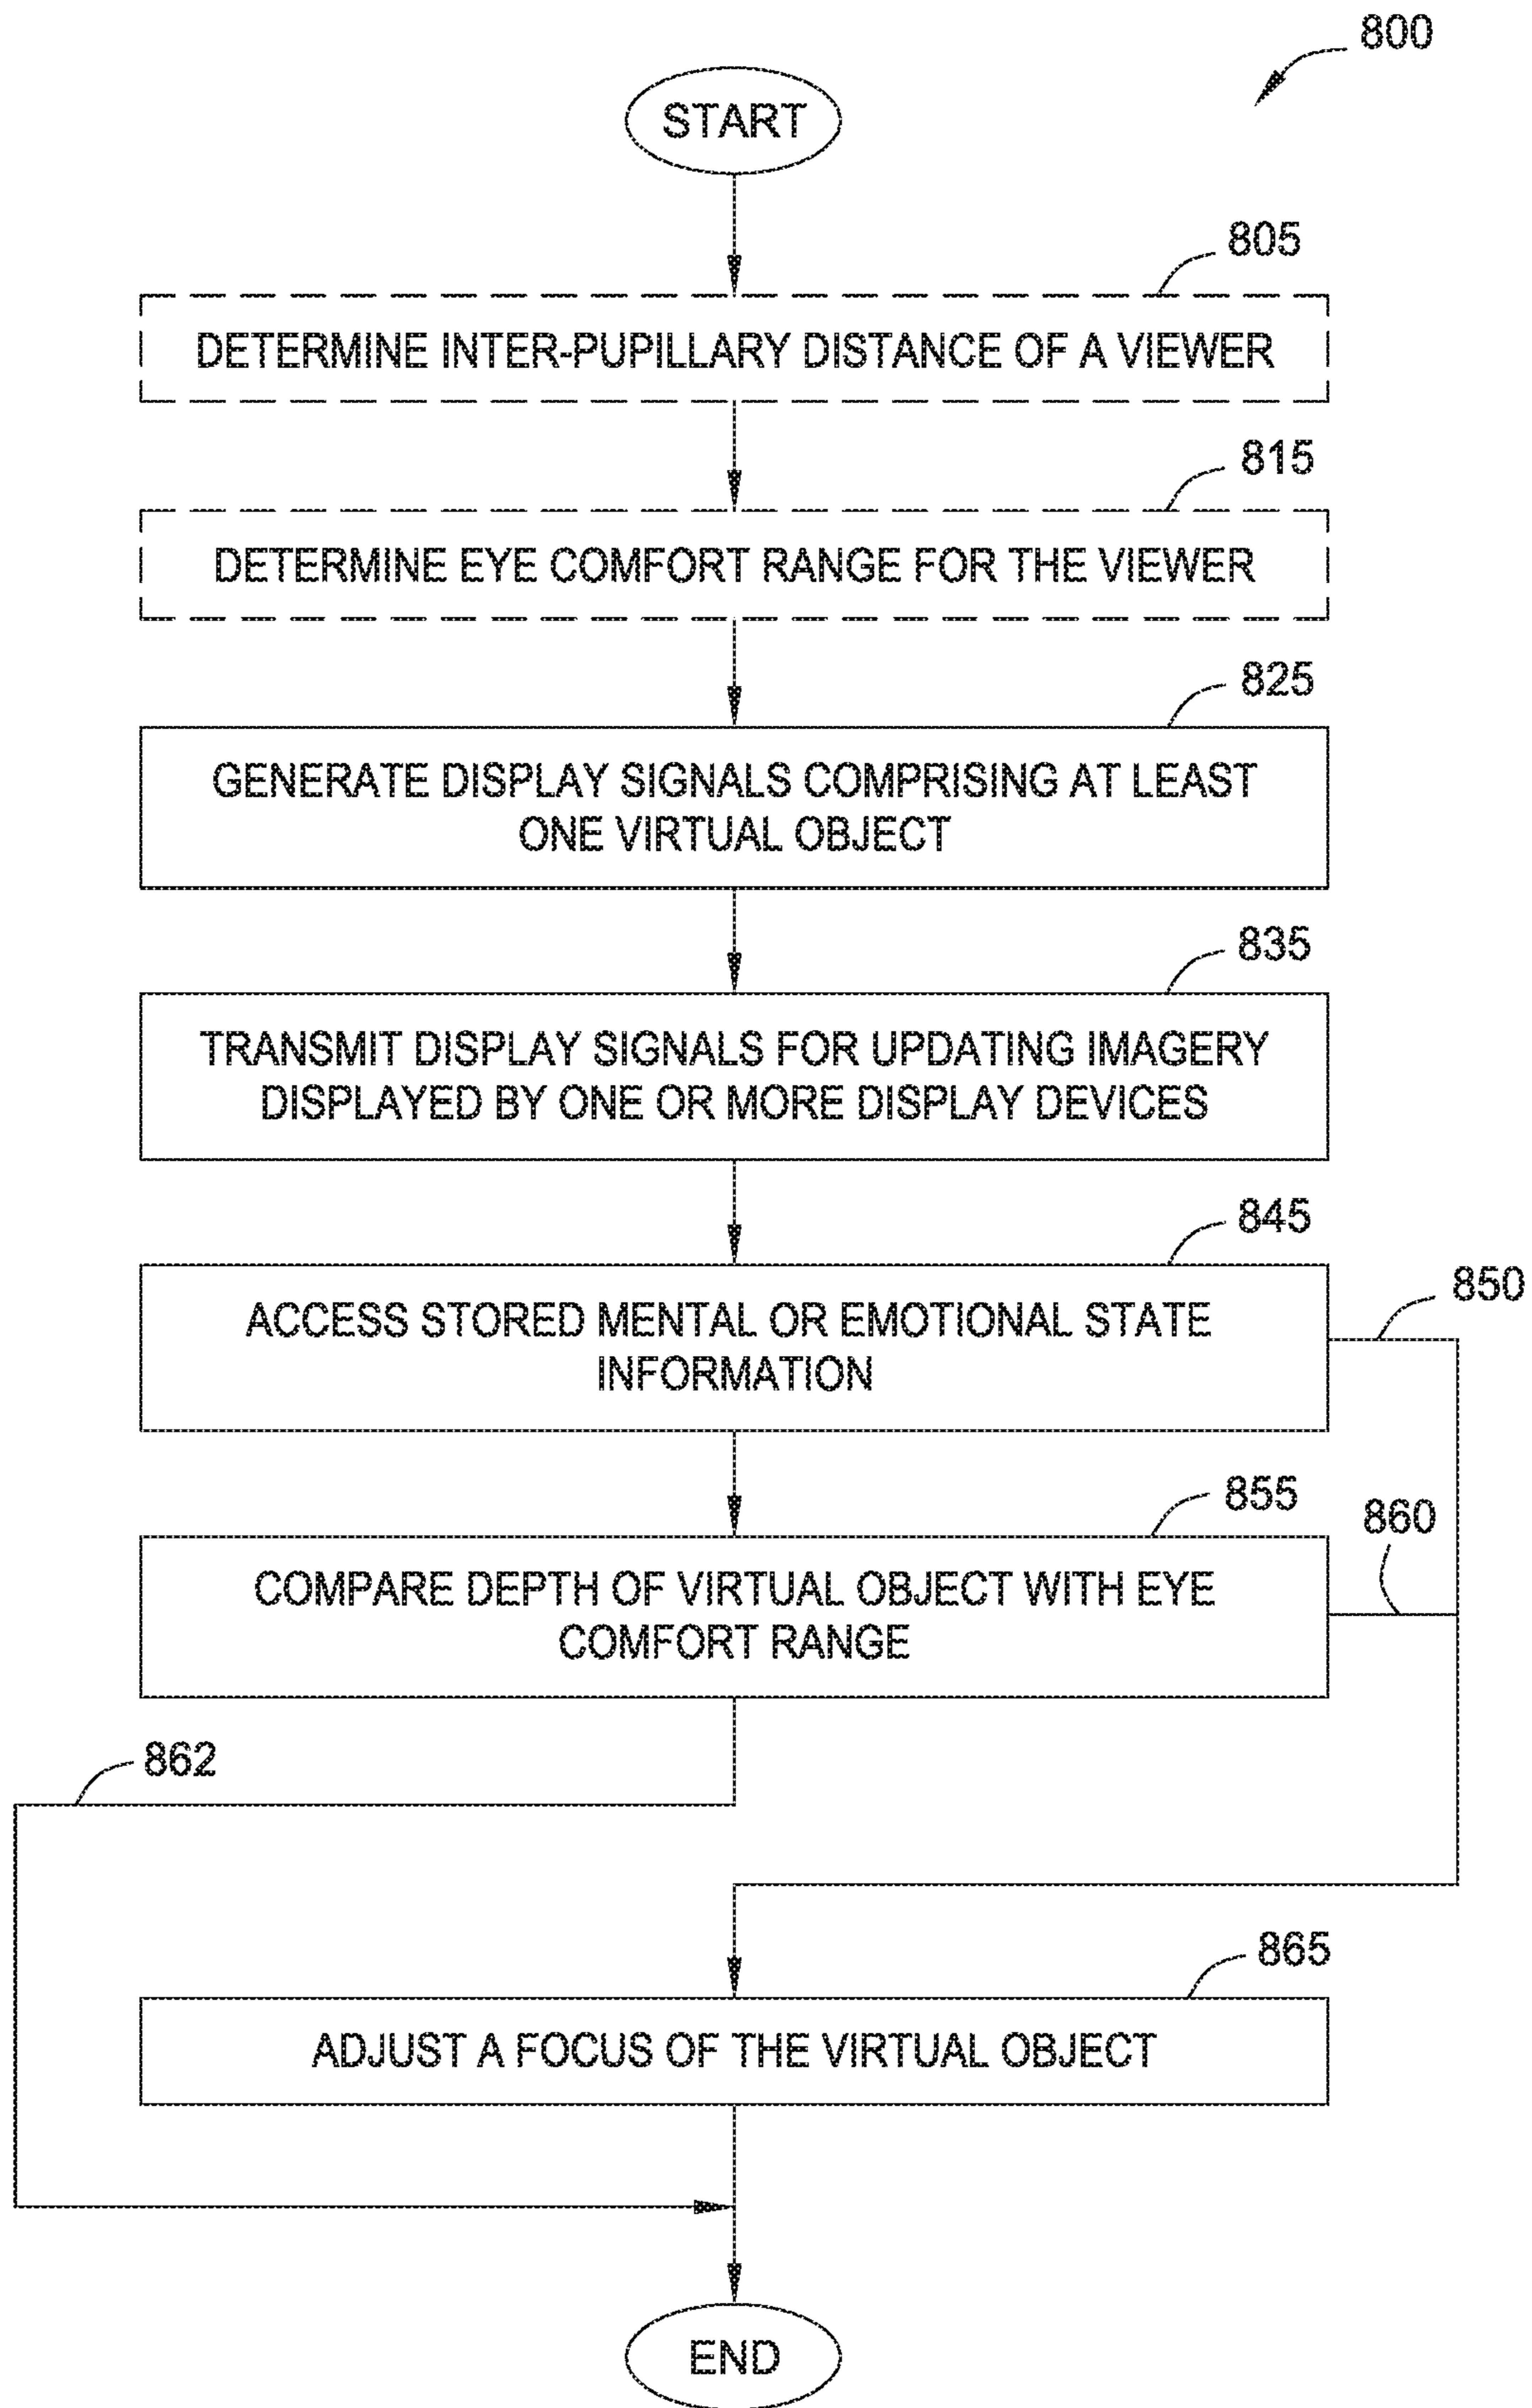 800
START
805
DETERMINE INTER-PUPILLARY DISTANCE OF A VIEWER
815
DETERMINE EYE COMFORT RANGE FOR THE VIEWER
825
GENERATE DISPLAY SIGNALS COMPRISING AT LEAST
ONE VIRTUAL OBJECT
835
TRANSMIT DISPLAY SIGNALS FOR UPDATING IMAGERY
DISPLAYED BY ONE OR MORE DISPLAY DEVICES
845
850
ACCESS STORED MENTAL OR EMOTIONAL STATE
INFORMATION
855
860
COMPARE DEPTH OF VIRTUAL OBJECT WITH EYE
COMFORT RANGE
862
865
ADJUST A FOCUS OF THE VIRTUAL OBJECT
END